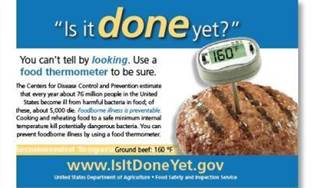 "Is it done yet?"
You can't tell by looking. Use a
food thermometer to be sure.
The Centers for Disease Control and Prevention estimate
that every year about 76 million people in the United
States become ill from harmful bacteria in food; of
these, about 5,000 die. Foodborne illness is preventable.
Cooking and reheating food to a safe minimum internal
temperature kill potentially dangerous bacteria. You can
prevent foodborne illness by using a food thermometer.
160°
Ground beef: 160 °F
www.IsItDoneYet.gov
United States Department of Agriculture • Food Safety and Inspection Service